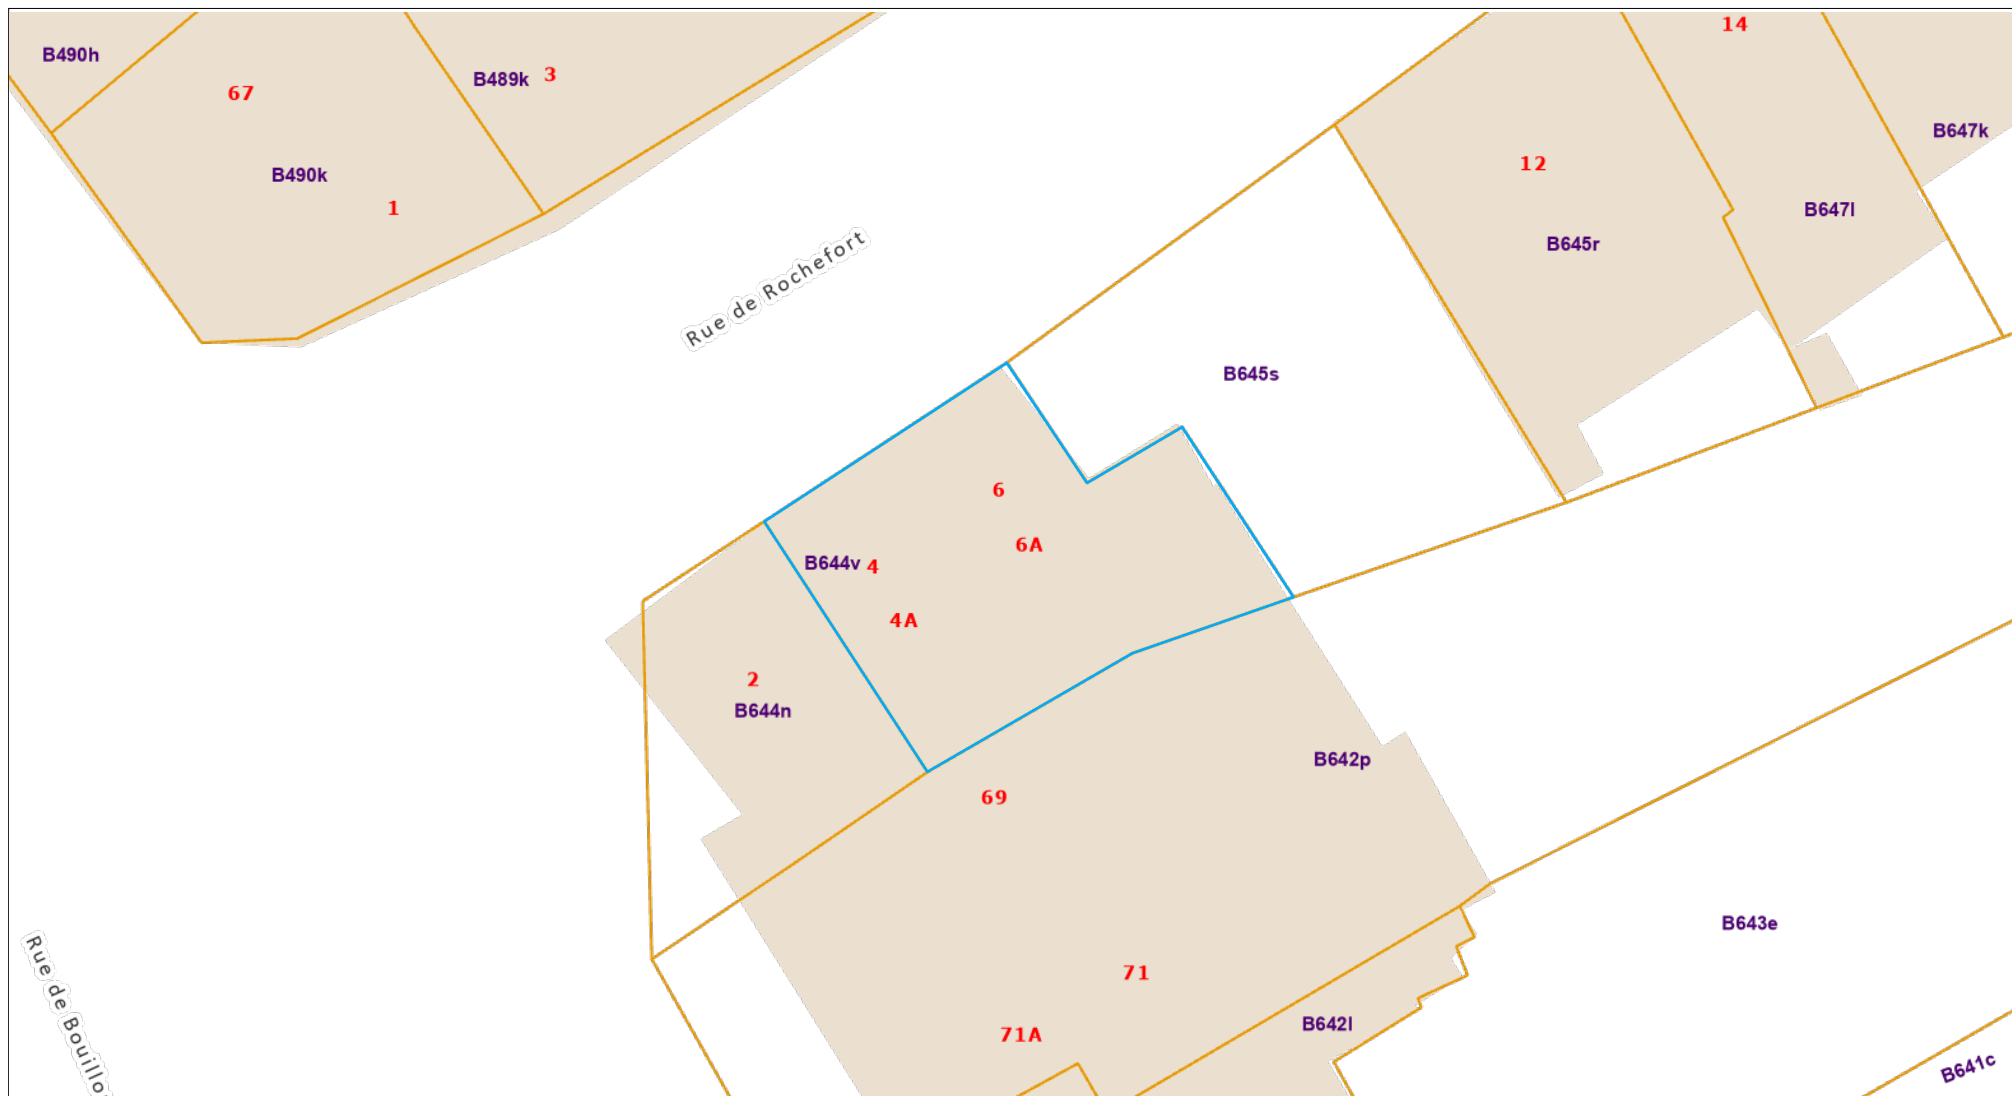 14
B490h
B489k 3
67
B647k
12
B490k
B647l
1
B645r
Rue de Rochefort
B645s
6
6A
B644v 4
4A
2
B644n
B642p
69
B643e
71
Rue de Bouillo
B642l
71A
B641c